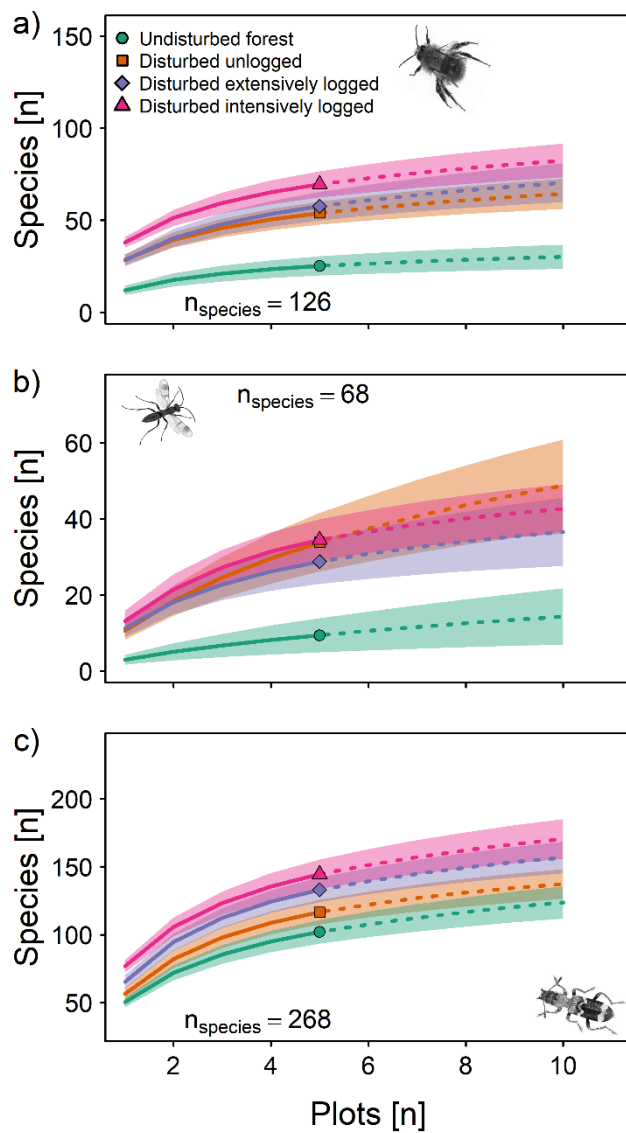 a)
150
100
50
0
Species [n]
Undisturbed forest
Disturbed unlogged
Disturbed extensively logged
Disturbed intensively logged
nspecies = 126
b)
60
40
20
0
Species [n]
nspecies = 68
c)
200
150
100
50
Species [n]
nspecies = 268
2 4 6 8 10
Plots [n]